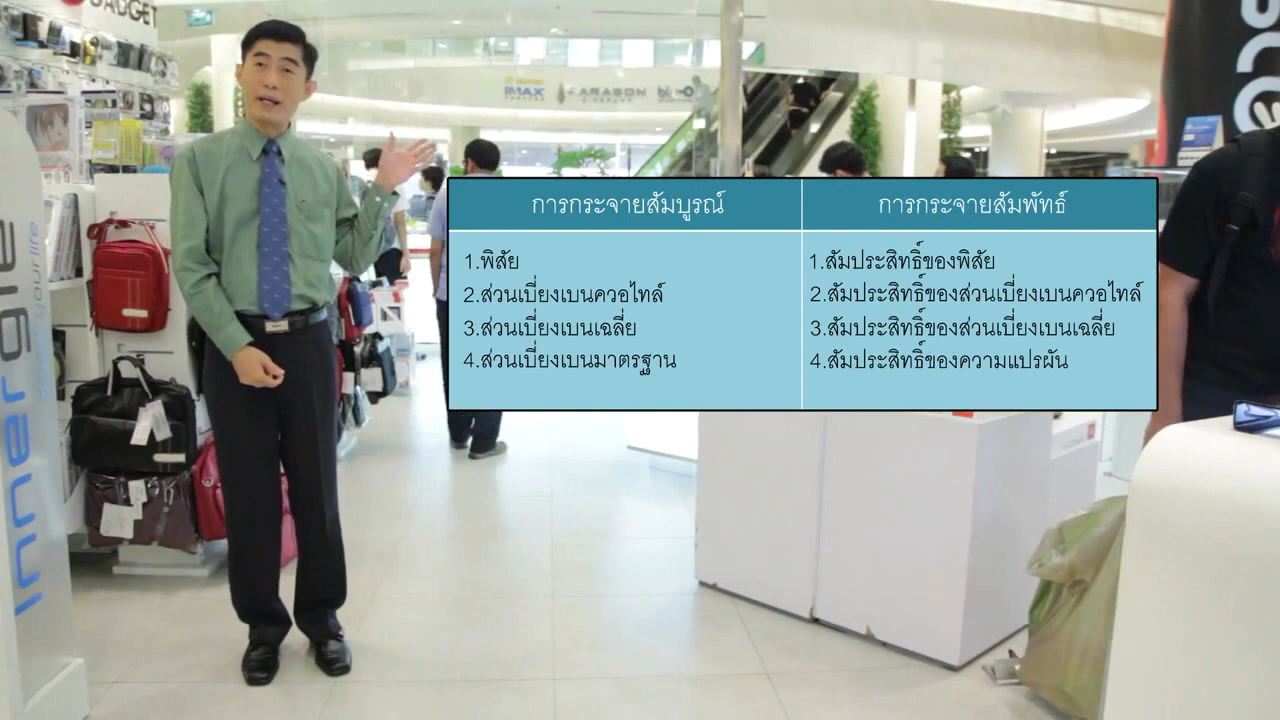 GADGET
IMAX
PARAGON
CINEPLEX
innergie
your life
การกระจายสัมบูรณ์
การกระจายสัมพัทธ์
1.พิสัย
2.ส่วนเบี่ยงเบนควอไทล์
3.ส่วนเบี่ยงเบนเฉลี่ย
4.ส่วนเบี่ยงเบนมาตรฐาน
1.สัมประสิทธิ์ของพิสัย
2.สัมประสิทธิ์ของส่วนเบี่ยงเบนควอไทล์
3.สัมประสิทธิ์ของส่วนเบี่ยงเบนเฉลี่ย
4.สัมประสิทธิ์ของความแปรผัน